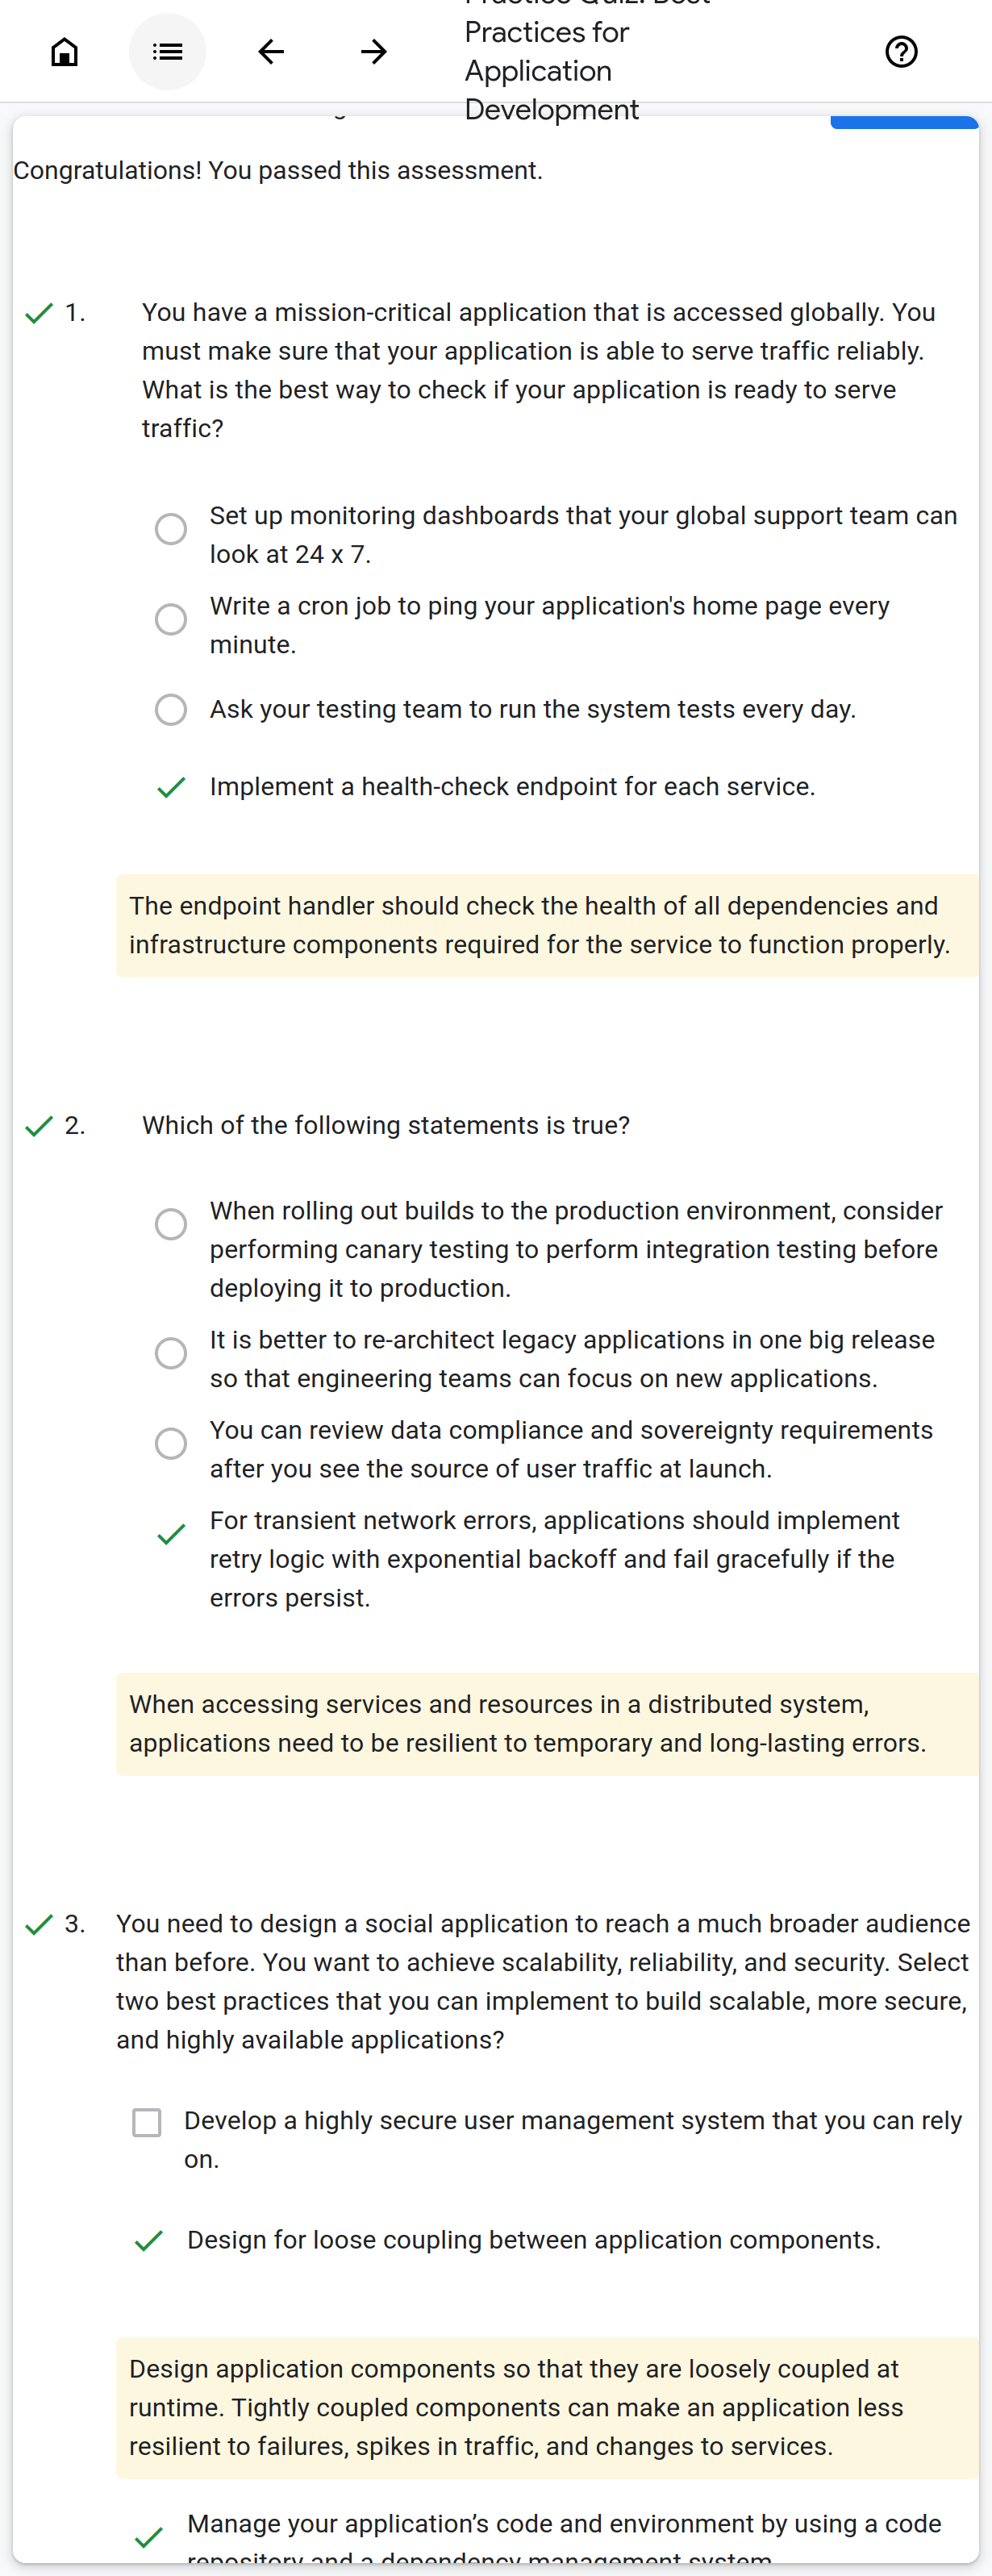 Practice Quiz: Best
Practices for
Application
Development
Congratulations! You passed this assessment.
1.
You have a mission-critical application that is accessed globally. You
must make sure that your application is able to serve traffic reliably.
What is the best way to check if your application is ready to serve
traffic?
Set up monitoring dashboards that your global support team can
look at 24 x 7.
Write a cron job to ping your application's home page every
minute.
Ask your testing team to run the system tests every day.
Implement a health-check endpoint for each service.
The endpoint handler should check the health of all dependencies and
infrastructure components required for the service to function properly.
2.
Which of the following statements is true?
When rolling out builds to the production environment, consider
performing canary testing to perform integration testing before
deploying it to production.
It is better to re-architect legacy applications in one big release
so that engineering teams can focus on new applications.
You can review data compliance and sovereignty requirements
after you see the source of user traffic at launch.
For transient network errors, applications should implement
retry logic with exponential backoff and fail gracefully if the
errors persist.
When accessing services and resources in a distributed system,
applications need to be resilient to temporary and long-lasting errors.
3.
You need to design a social application to reach a much broader audience
than before. You want to achieve scalability, reliability, and security. Select
two best practices that you can implement to build scalable, more secure,
and highly available applications?
Develop a highly secure user management system that you can rely
on.
Design for loose coupling between application components.
Design application components so that they are loosely coupled at
runtime. Tightly coupled components can make an application less
resilient to failures, spikes in traffic, and changes to services.
Manage your application’s code and environment by using a code
repository and a dependency management system.